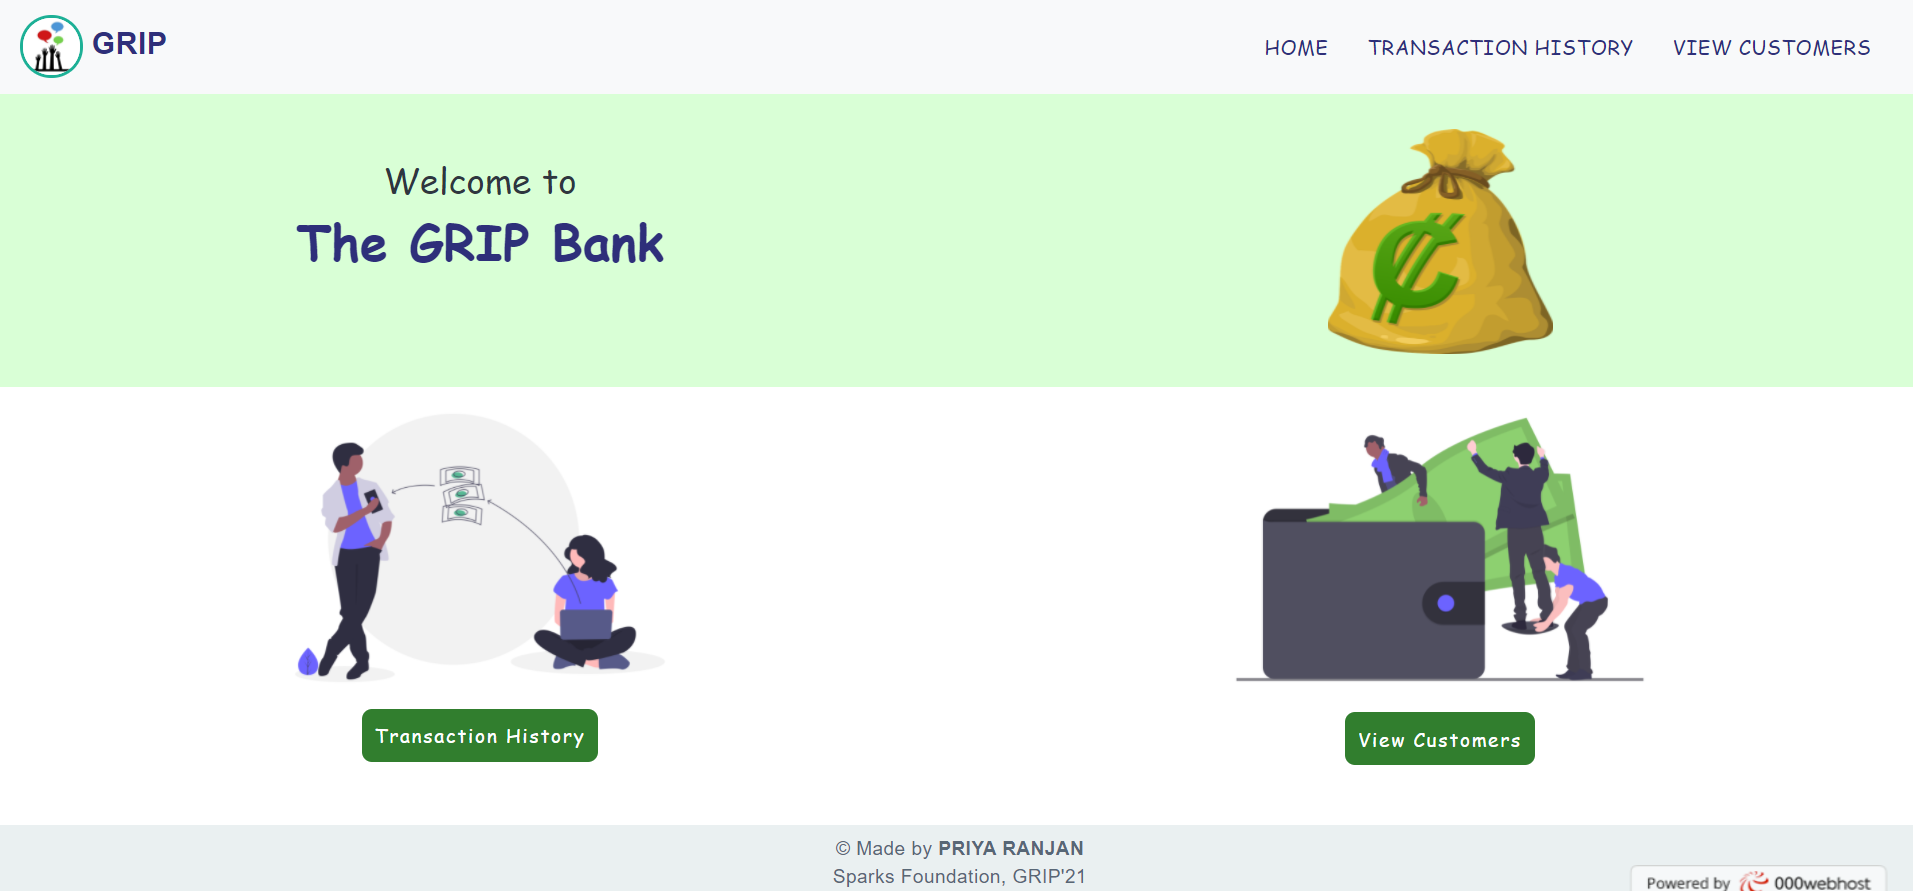 GRIP
HOME TRANSACTION HISTORY VIEW CUSTOMERS
Welcome to
The GRIP Bank
Transaction History
View Customers
© Made by PRIYA RANJAN
Sparks Foundation, GRIP'21
Powered by 000webhost